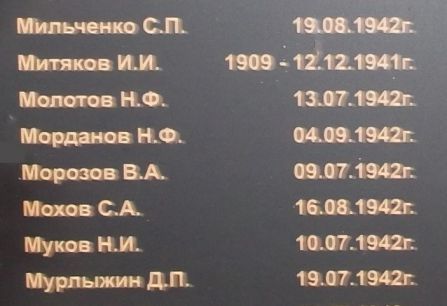 Мильченко С.П. 19.08.1942г.
Митяков И.И. 1909 - 12.12.1941г.
Молотов Н.Ф. 13.07.1942г.
Морданов Н.Ф. 04.09.1942г.
Морозов В.А. 09.07.1942г.
Мохов С.А. 16.08.1942г.
Муков Н.И. 10.07.1942г.
Мурлыжин Д.П. 19.07.1942г.